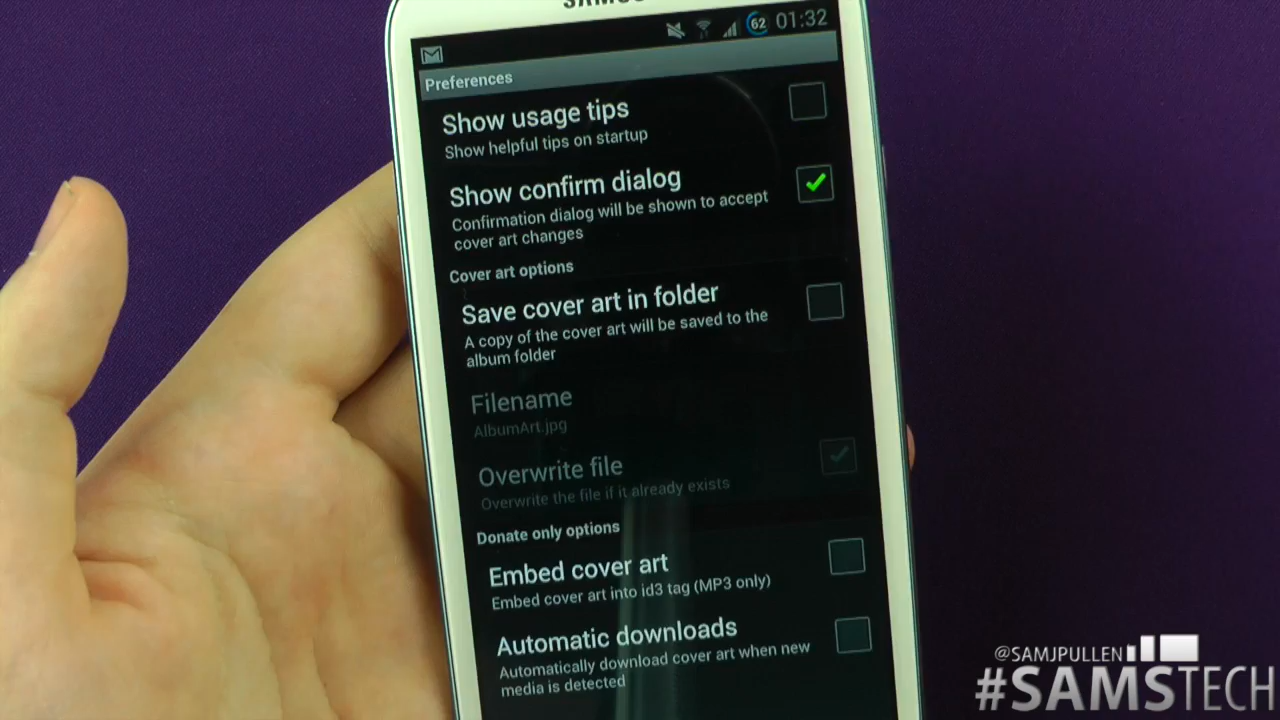 SAMSU
62 01:32
Preferences
Show usage tips
Show helpful tips on startup
Show confirm dialog
Confirmation dialog will be shown to accept
cover art changes
Cover art options
Save cover art in folder
A copy of the cover art will be saved to the
album folder
Filename
AlbumArt.jpg
Overwrite file
Overwrite the file if it already exists
Donate only options
Embed cover art
Embed cover art into id3 tag (MP3 only)
Automatic downloads
Automatically download cover art when new
media is detected
@SAMJPULLEN
#SAMSTECH